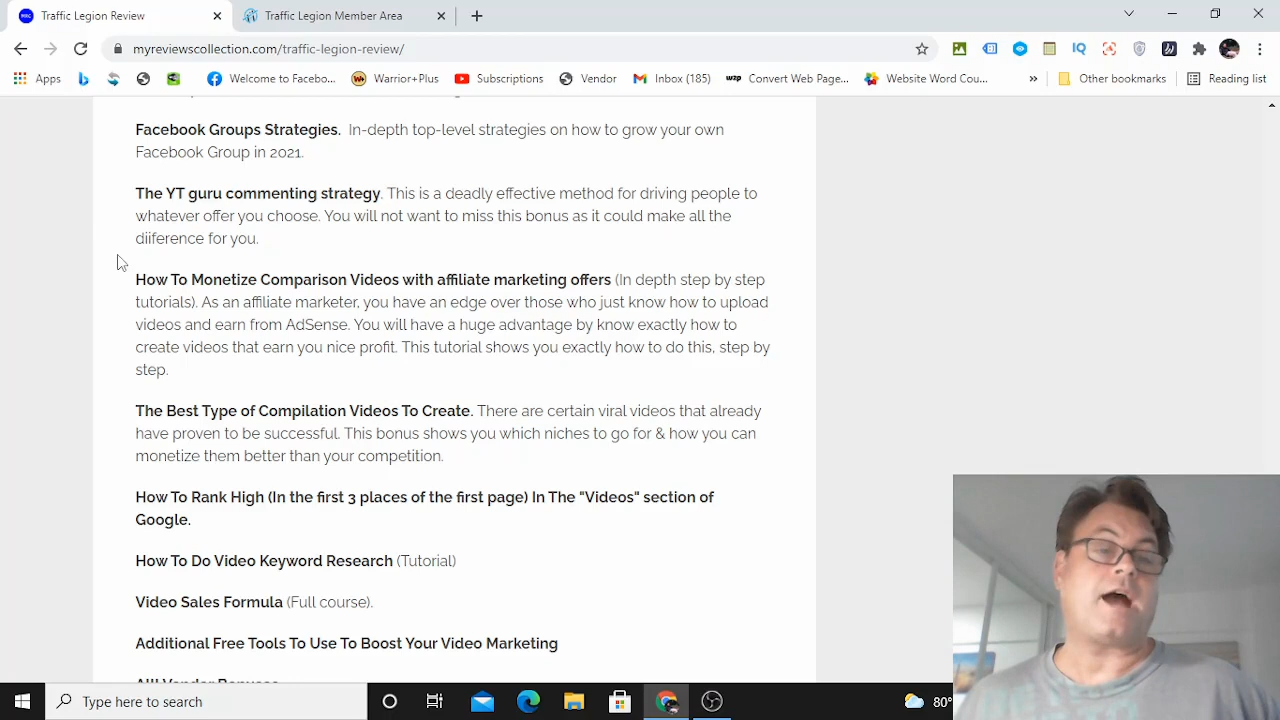 Traffic Legion Review
Traffic Legion Member Area
myreviewscollection.com/traffic-legion-review/
Apps
Welcome to Facebo...
Warrior+Plus
Subscriptions
Vendor
Inbox (185)
Convert Web Page...
Website Word Cou...
»
Other bookmarks
Reading list
Facebook Groups Strategies. In-depth top-level strategies on how to grow your own
Facebook Group in 2021.
The YT guru commenting strategy. This is a deadly effective method for driving people to
whatever offer you choose. You will not want to miss this bonus as it could make all the
diifference for you.
How To Monetize Comparison Videos with affiliate marketing offers (In depth step by step
tutorials). As an affiliate marketer, you have an edge over those who just know how to upload
videos and earn from AdSense. You will have a huge advantage by know exactly how to
create videos that earn you nice profit. This tutorial shows you exactly how to do this, step by
step.
The Best Type of Compilation Videos To Create. There are certain viral videos that already
have proven to be successful. This bonus shows you which niches to go for & how you can
monetize them better than your competition.
How To Rank High (In the first 3 places of the first page) In The "Videos" section of
Google.
How To Do Video Keyword Research (Tutorial)
Video Sales Formula (Full course).
Additional Free Tools To Use To Boost Your Video Marketing
Type here to search
80°